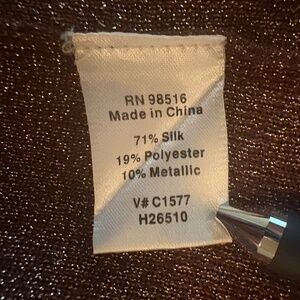 RN 98516
Made in China
71% Silk
19% Polyester
10% Metallic
V# C1577
H26510